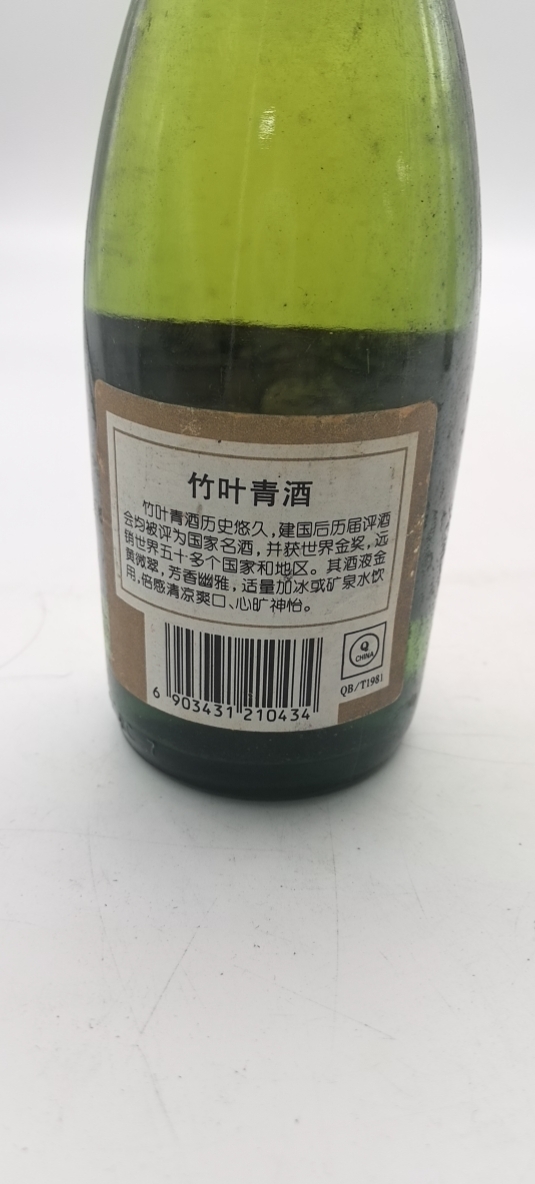 竹叶青酒
竹叶青酒历史悠久,建国后历届评酒
会均被评为国家名酒,并获世界金奖,远
销世界五十多个国家和地区。其酒液金
黄微翠,芳香幽雅,适量加冰或矿泉水饮
用,倍感清凉爽口、心旷神怡。
Q
CHINA
QB/T1981
6 903431 210434